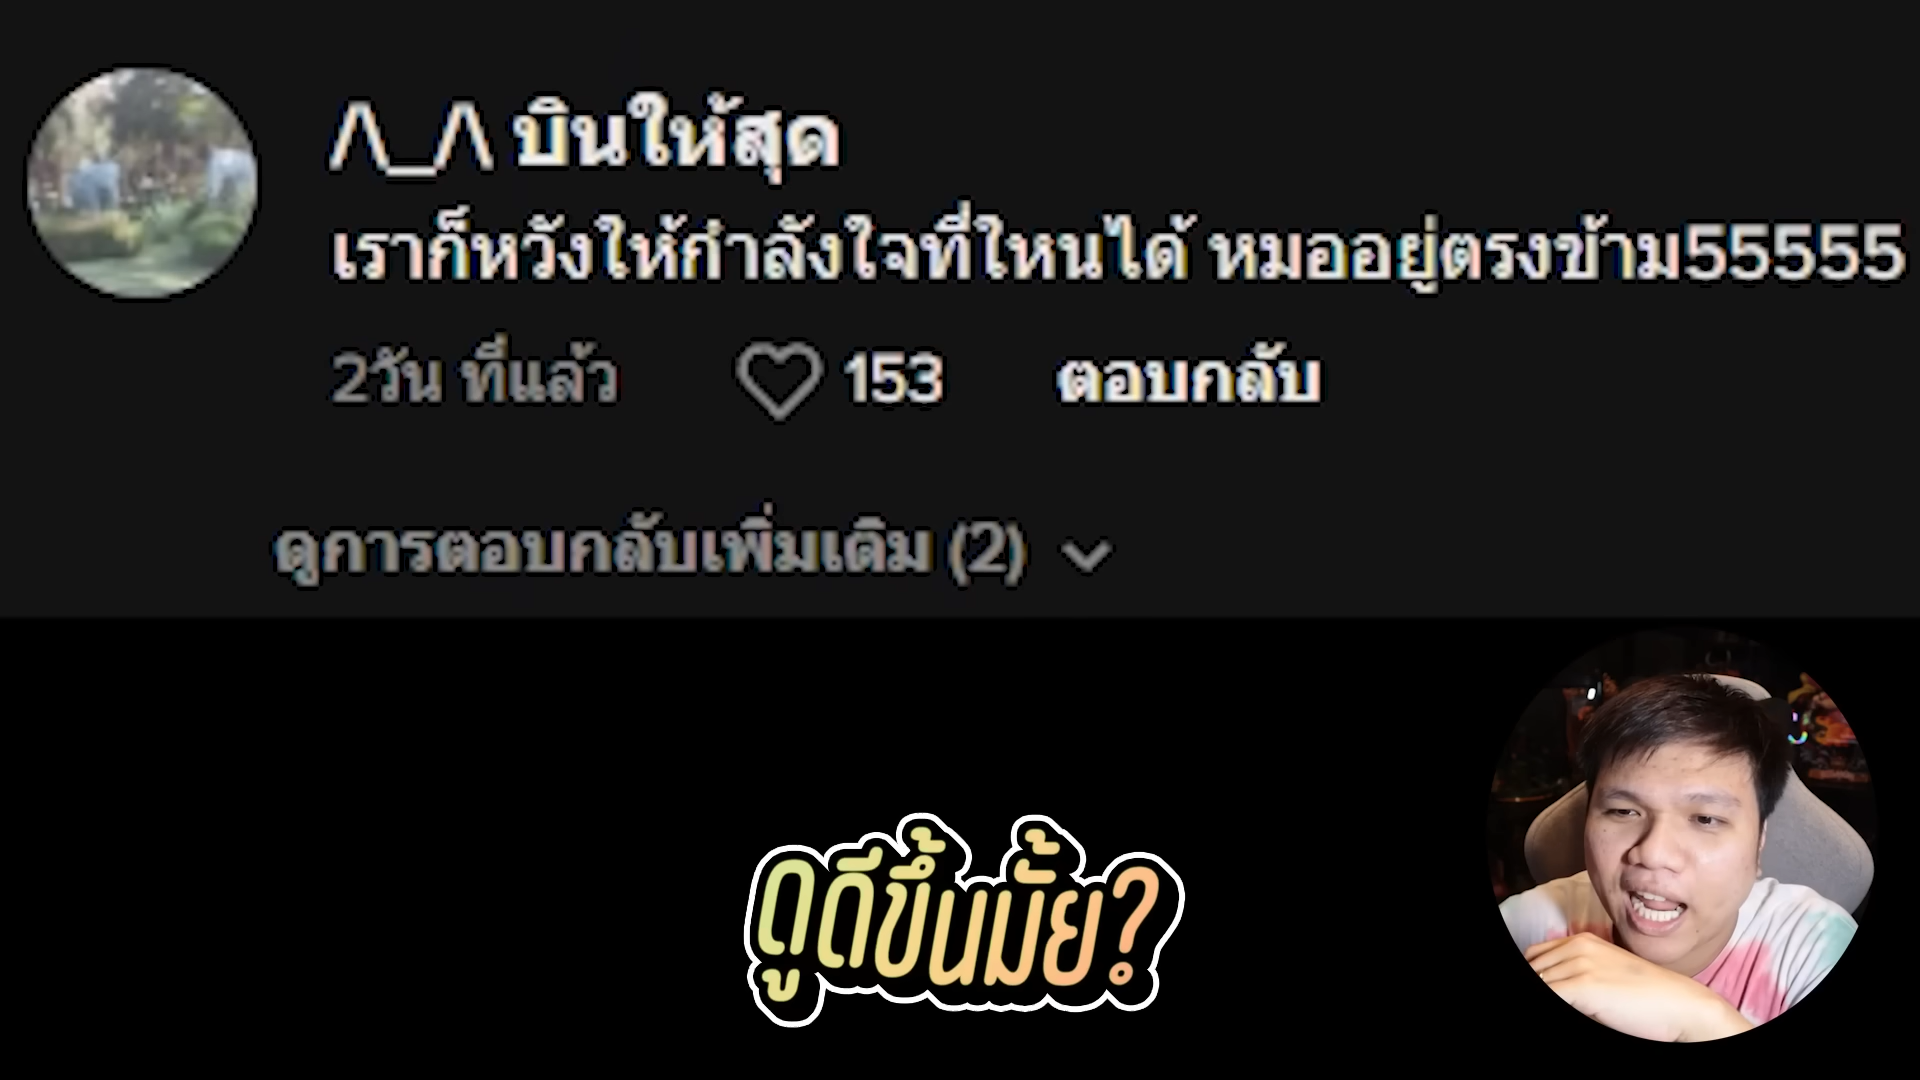 /\_/\ บินให้สุด
เราก็หวังให้กำลังใจที่ใหนได้ หมออยู่ตรงข้าม55555
2วัน ที่แล้ว 153 ตอบกลับ
ดูการตอบกลับเพิ่มเติม (2)
ดูดีขึ้นมั้ย?